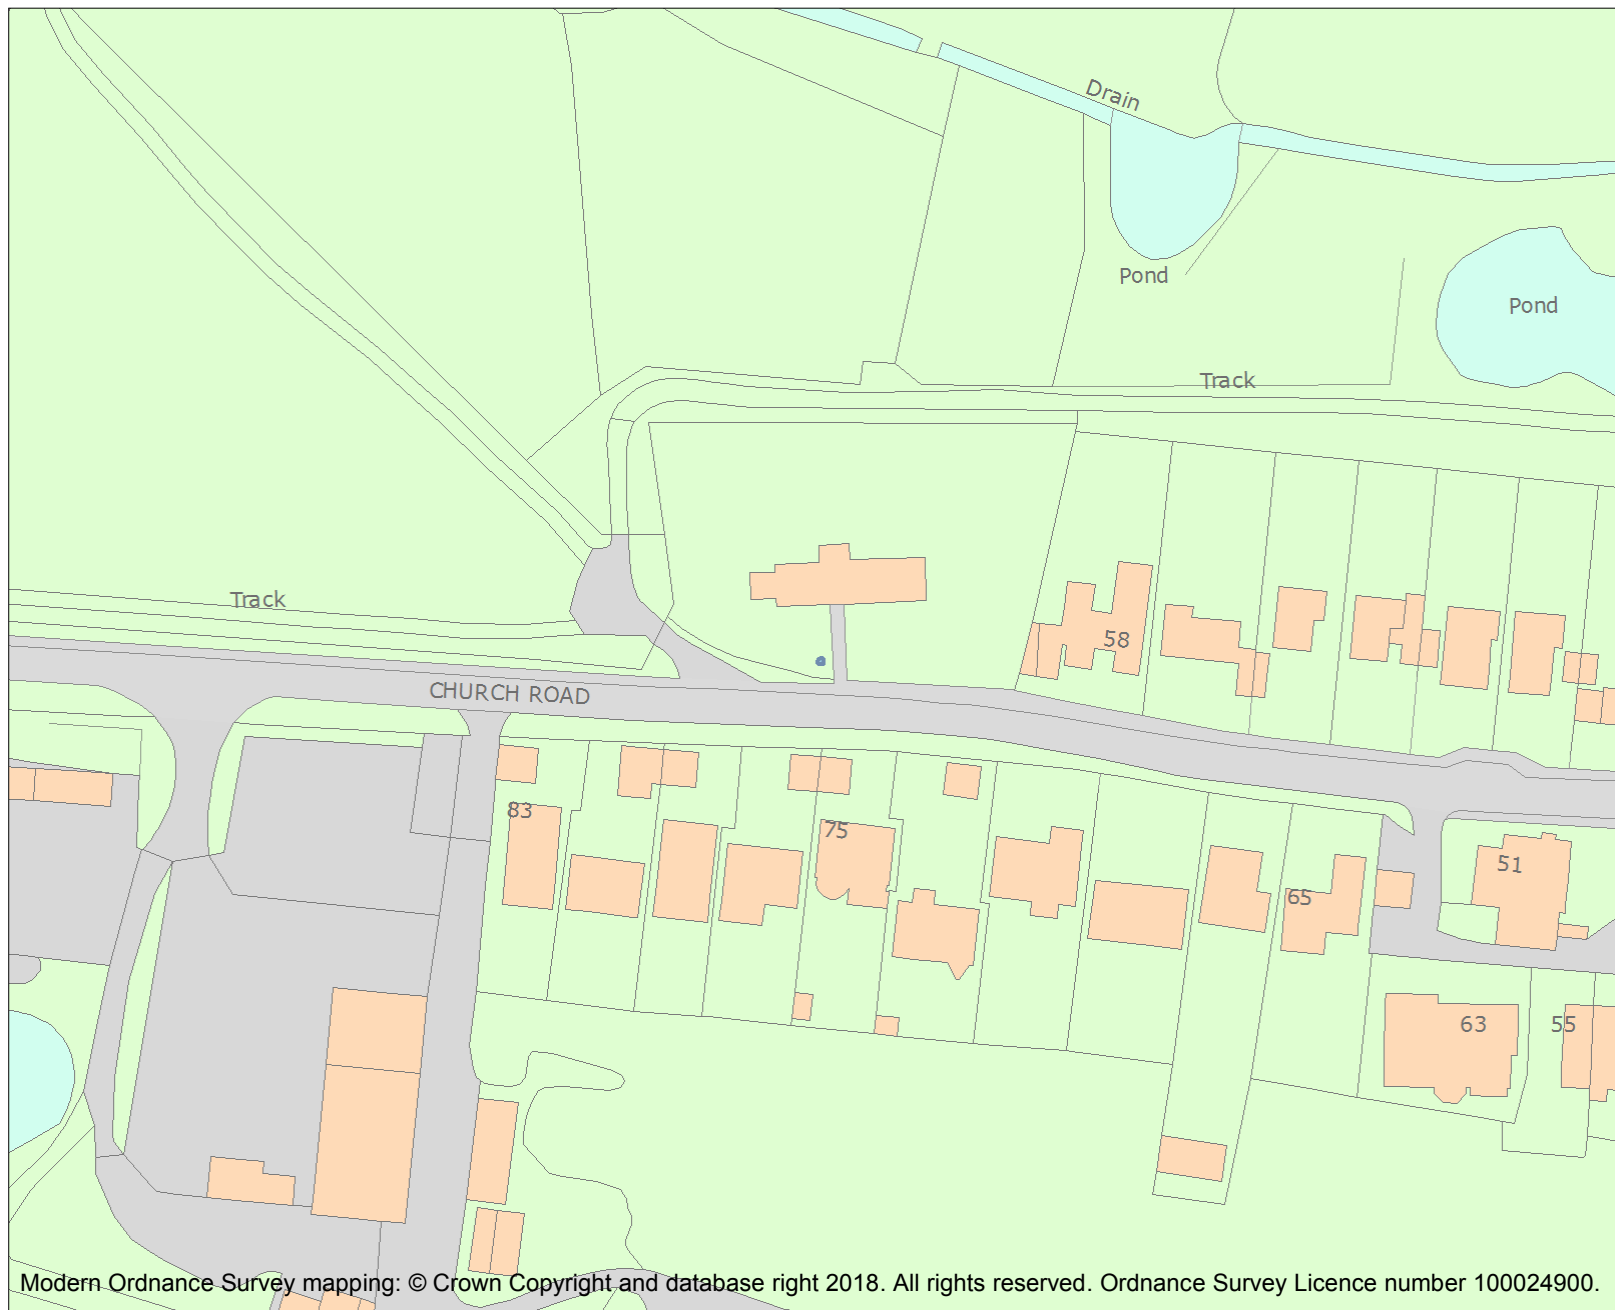 Drain
Pond
Pond
Track
Track
58
CHURCH ROAD
83
75
51
65
63
55
Modern Ordnance Survey mapping: © Crown Copyright and database right 2018. All rights reserved. Ordnance Survey Licence number 100024900.